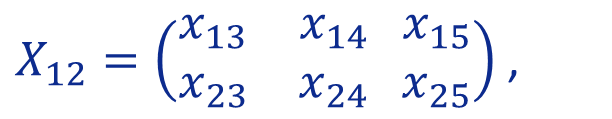 X₁₂ = ( x₁₃ x₁₄ x₁₅
x₂₃ x₂₄ x₂₅ ) ,